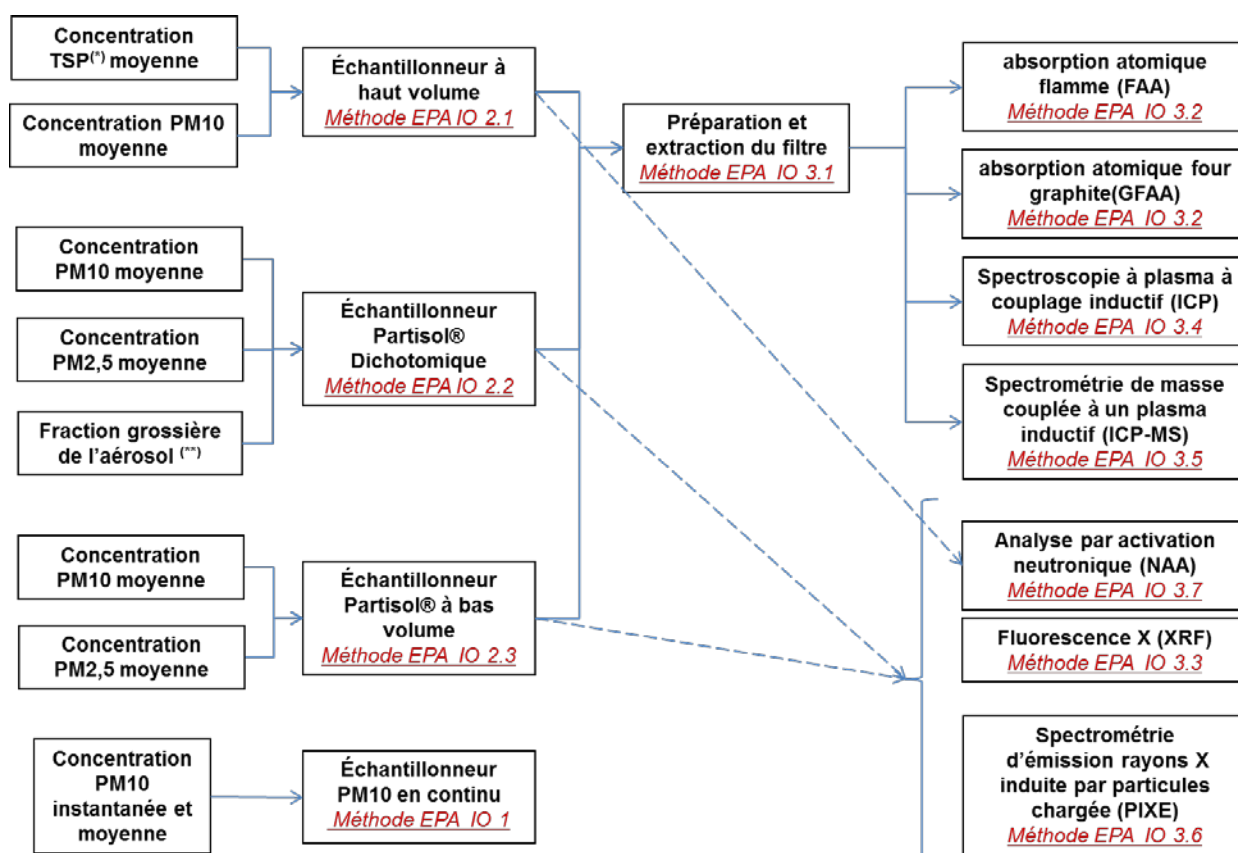 Concentration
TSP(*) moyenne
Concentration PM10
moyenne
Échantillonneur à
haut volume
Méthode EPA IO 2.1
Concentration
PM10 moyenne
Concentration
PM2,5 moyenne
Fraction grossière
de l'aérosol (**)
Échantillonneur
Partisol®
Dichotomique
Méthode EPA IO 2.2
Concentration
PM10 moyenne
Concentration
PM2,5 moyenne
Échantillonneur
Partisol® à bas
volume
Méthode EPA IO 2.3
Concentration
PM10
instantanée et
moyenne
Échantillonneur
PM10 en continu
Méthode EPA IO 1
Préparation et
extraction du filtre
Méthode EPA IO 3.1
absorption atomique
flamme (FAA)
Méthode EPA IO 3.2
absorption atomique four
graphite(GFAA)
Méthode EPA IO 3.2
Spectroscopie à plasma à
couplage inductif (ICP)
Méthode EPA IO 3.4
Spectrométrie de masse
couplée à un plasma
inductif (ICP-MS)
Méthode EPA IO 3.5
Analyse par activation
neutronique (NAA)
Méthode EPA IO 3.7
Fluorescence X (XRF)
Méthode EPA IO 3.3
Spectrométrie
d'émission rayons X
induite par particules
chargée (PIXE)
Méthode EPA IO 3.6